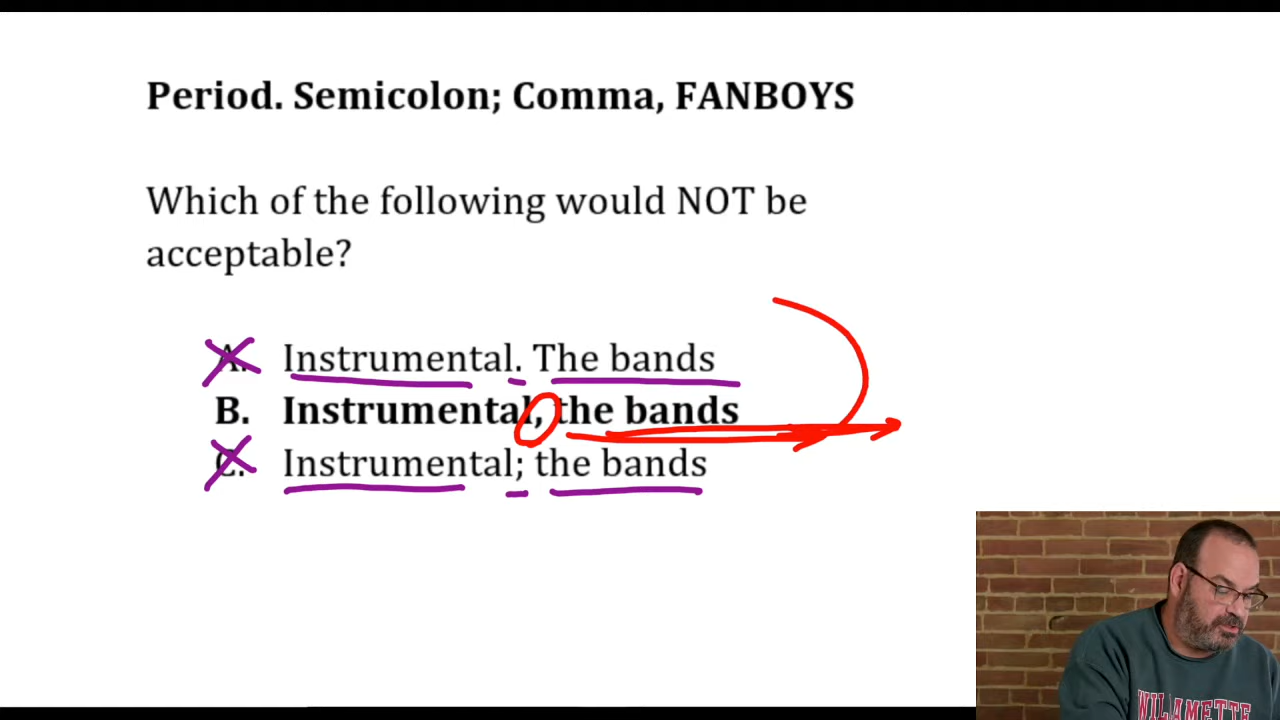 Period. Semicolon; Comma, FANBOYS
Which of the following would NOT be
acceptable?
A. Instrumental. The bands
B. Instrumental, the bands
C. Instrumental; the bands
WILLAMETTE